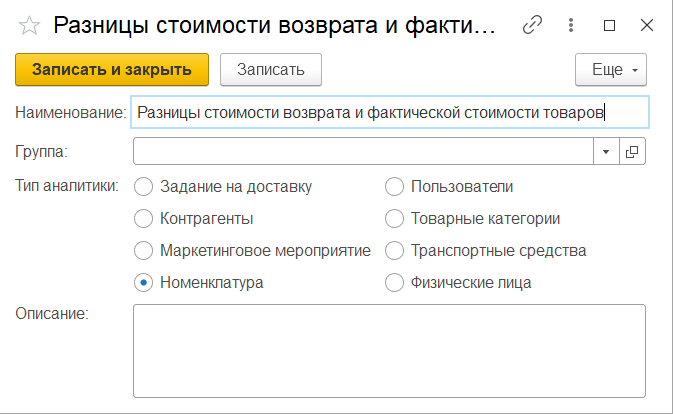 Разницы стоимости возврата и факти...
Записать и закрыть Записать Еще
Наименование: Разницы стоимости возврата и фактической стоимости товаров
Группа:
Тип аналитики: Задание на доставку Пользователи
Контрагенты Товарные категории
Маркетинговое мероприятие Транспортные средства
Номенклатура Физические лица
Описание: